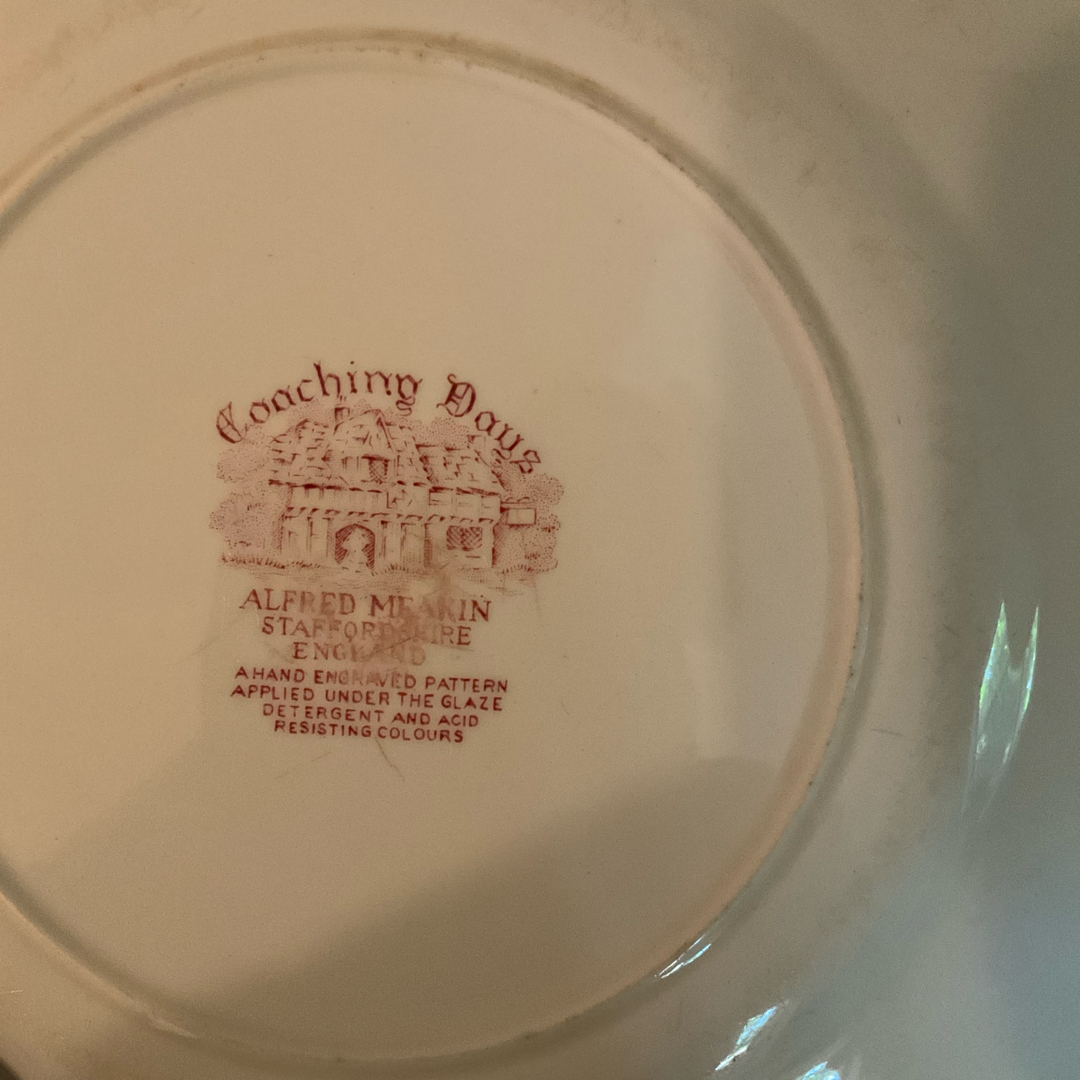 Coaching Days
ALFRED MEAKIN
STAFFORDSHIRE
ENGLAND
A HAND ENGRAVED PATTERN
APPLIED UNDER THE GLAZE
DETERGENT AND ACID
RESISTING COLOURS